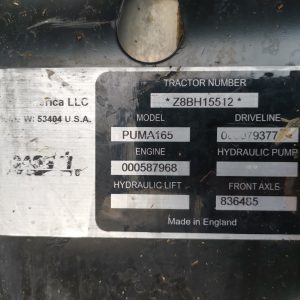 rica LLC
W: 53404 U.S.A.
TRACTOR NUMBER
* Z8BH15512 *
MODEL
DRIVELINE
PUMA165
ENGINE
HYDRAULIC PUMP
000587968
HYDRAULIC LIFT
FRONT AXLE
836485
Made in England